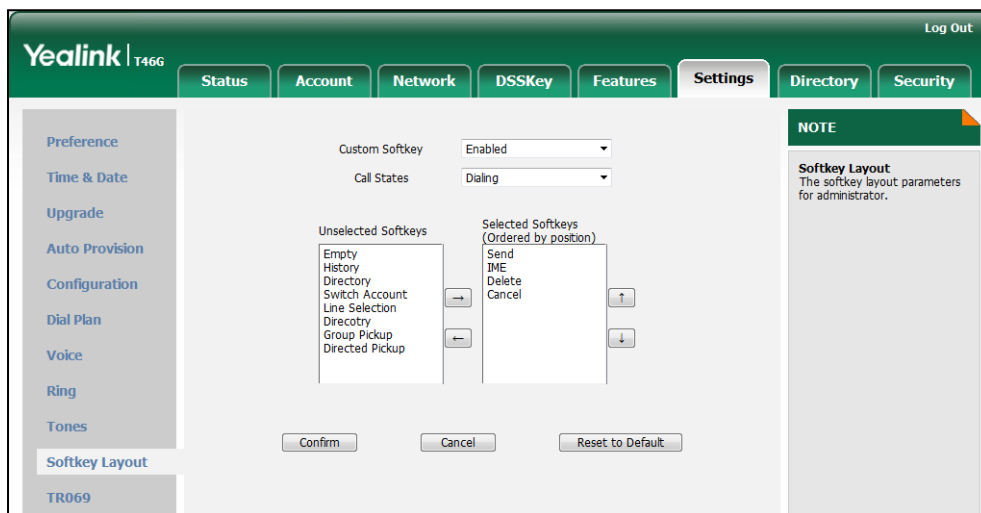 Log Out
Yealink | T46G
Status Account Network DSSKey Features Settings Directory Security
Preference
Time & Date
Upgrade
Auto Provision
Configuration
Dial Plan
Voice
Ring
Tones
Softkey Layout
TR069
Custom Softkey Enabled
Call States Dialing
Unselected Softkeys
Empty
History
Directory
Switch Account
Line Selection
Direcotry
Group Pickup
Directed Pickup
→
←
Selected Softkeys
(Ordered by position)
Send
IME
Delete
Cancel
↑
↓
Confirm Cancel Reset to Default
NOTE
Softkey Layout
The softkey layout parameters
for administrator.